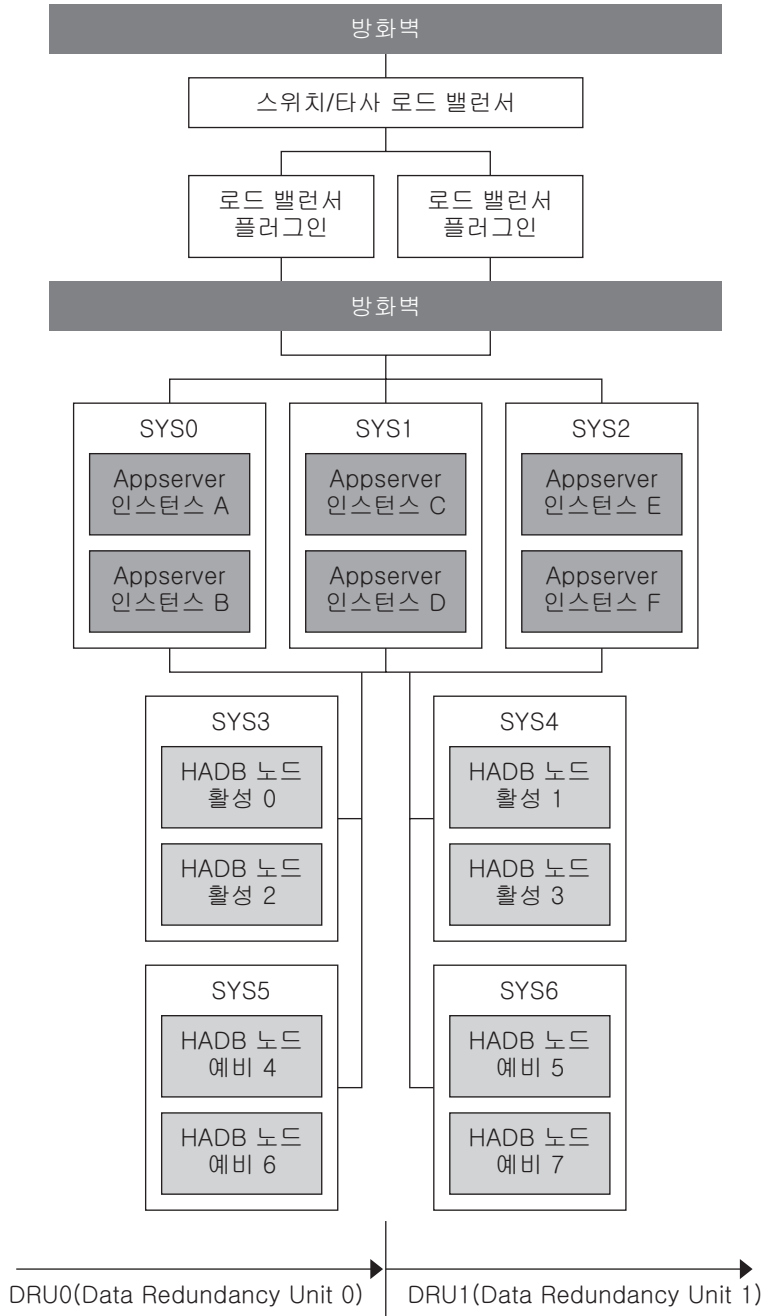 방화벽
스위치/타사 로드 밸런서
로드 밸런서
플러그인
로드 밸런서
플러그인
방화벽
SYS0
Appserver
인스턴스 A
Appserver
인스턴스 B
SYS1
Appserver
인스턴스 C
Appserver
인스턴스 D
SYS2
Appserver
인스턴스 E
Appserver
인스턴스 F
SYS3
HADB 노드
활성 0
HADB 노드
활성 2
SYS4
HADB 노드
활성 1
HADB 노드
활성 3
SYS5
HADB 노드
예비 4
HADB 노드
예비 6
SYS6
HADB 노드
예비 5
HADB 노드
예비 7
DRU0(Data Redundancy Unit 0)
DRU1(Data Redundancy Unit 1)